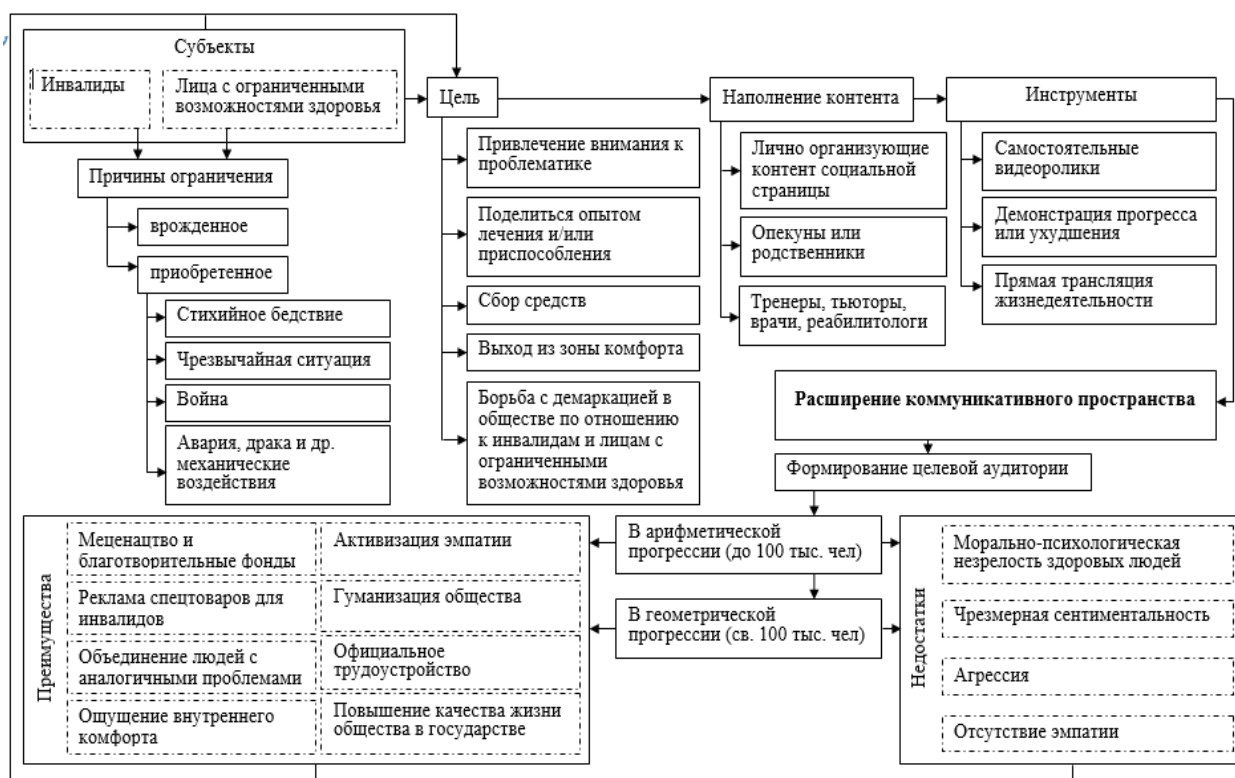 Субъекты
Инвалиды
Лица с ограниченными
возможностями здоровья
Причины ограничения
врожденное
приобретенное
Стихийное бедствие
Чрезвычайная ситуация
Война
Авария, драка и др.
механические
воздействия
Цель
Привлечение внимания к
проблематике
Поделиться опытом
лечения и/или
приспособления
Сбор средств
Выход из зоны комфорта
Борьба с демаркацией в
обществе по отношению
к инвалидам и лицам с
ограниченными
возможностями здоровья
Наполнение контента
Лично организующие
контент социальной
страницы
Опекуны или
родственники
Тренеры, тьюторы,
врачи, реабилитологи
Инструменты
Самостоятельные
видеоролики
Демонстрация прогресса
или ухудшения
Прямая трансляция
жизнедеятельности
Расширение коммуникативного пространства
Формирование целевой аудитории
В арифметической
прогрессии (до 100 тыс. чел)
В геометрической
прогрессии (св. 100 тыс. чел)
Преимущества
Меценацтво и
благотворительные фонды
Реклама спецтоваров для
инвалидов
Объединение людей с
аналогичными проблемами
Ощущение внутреннего
комфорта
Активизация эмпатии
Гуманизация общества
Официальное
трудоустройство
Повышение качества жизни
общества в государстве
Недостатки
Морально-психологическая
незрелость здоровых людей
Чрезмерная сентиментальность
Агрессия
Отсутствие эмпатии